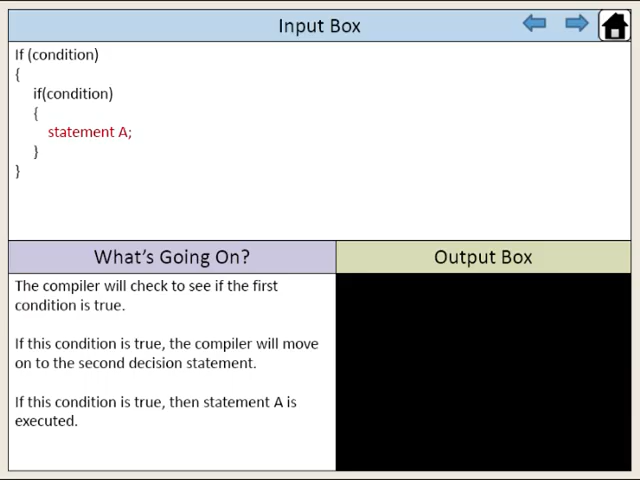 Input Box
If (condition)
{
if(condition)
{
statement A;
}
}
What's Going On?
Output Box
The compiler will check to see if the first
condition is true.
If this condition is true, the compiler will move
on to the second decision statement.
If this condition is true, then statement A is
executed.